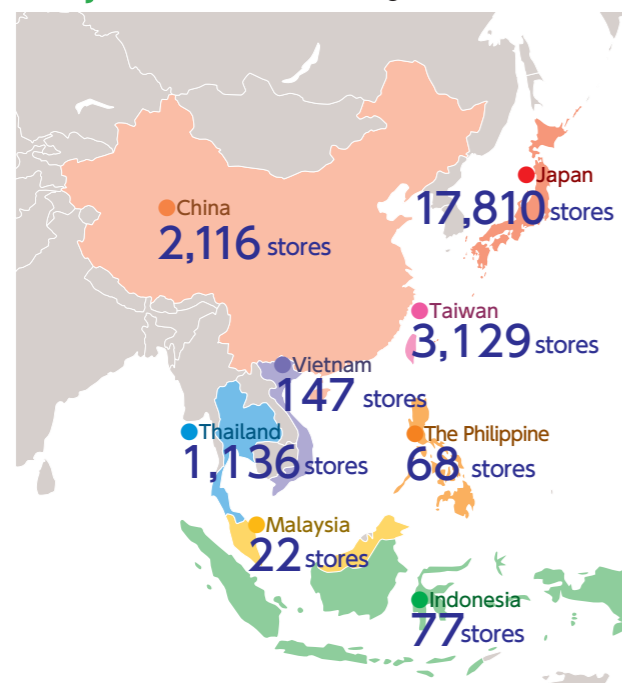 Japan
17,810 stores
China
2,116 stores
Taiwan
3,129 stores
Vietnam
147 stores
Thailand
1,136 stores
The Philippine
68 stores
Malaysia
22 stores
Indonesia
77 stores